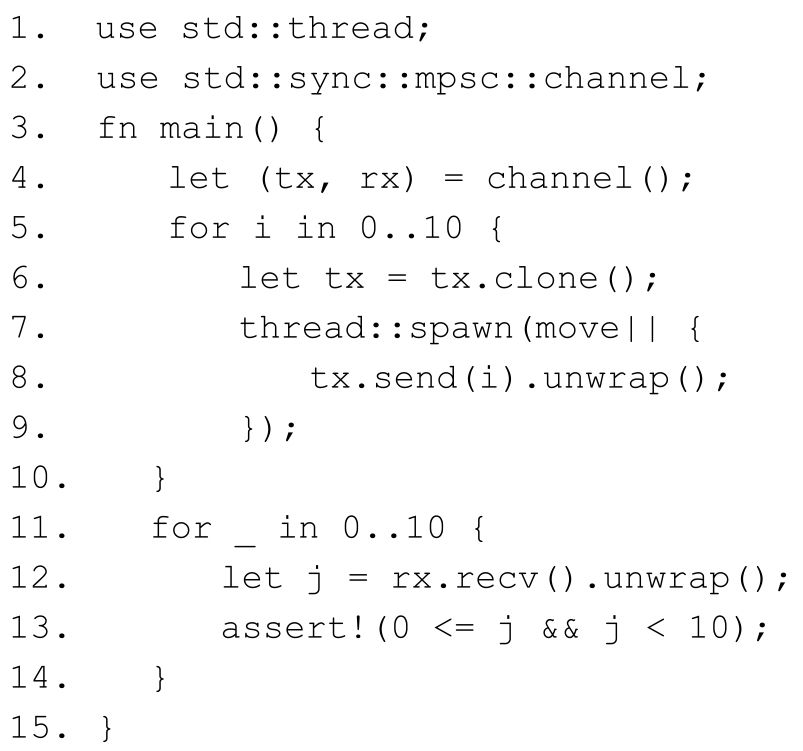 1. use std::thread;
2. use std::sync::mpsc::channel;
3. fn main() {
4. let (tx, rx) = channel();
5. for i in 0..10 {
6. let tx = tx.clone();
7. thread::spawn(move|| {
8. tx.send(i).unwrap();
9. });
10. }
11. for _ in 0..10 {
12. let j = rx.recv().unwrap();
13. assert!(0 <= j && j < 10);
14. }
15. }